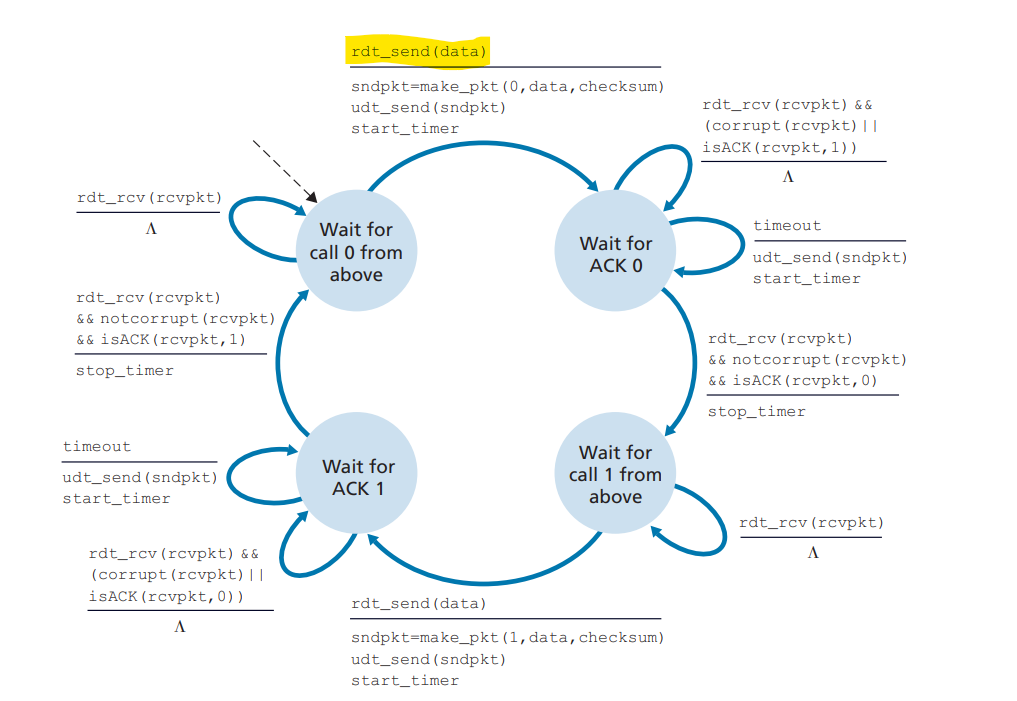 rdt_send(data)
sndpkt=make_pkt(0,data,checksum)
udt_send(sndpkt)
start_timer
rdt_rcv(rcvpkt) &&
(corrupt(rcvpkt)||
isACK(rcvpkt,1))
Λ
rdt_rcv(rcvpkt)
Λ
Wait for
call 0 from
above
Wait for
ACK 0
timeout
udt_send(sndpkt)
start_timer
rdt_rcv(rcvpkt)
&& notcorrupt(rcvpkt)
&& isACK(rcvpkt,1)
stop_timer
rdt_rcv(rcvpkt)
&& notcorrupt(rcvpkt)
&& isACK(rcvpkt,0)
stop_timer
timeout
udt_send(sndpkt)
start_timer
Wait for
ACK 1
Wait for
call 1 from
above
rdt_rcv(rcvpkt)
Λ
rdt_rcv(rcvpkt) &&
(corrupt(rcvpkt)||
isACK(rcvpkt,0))
Λ
rdt_send(data)
sndpkt=make_pkt(1,data,checksum)
udt_send(sndpkt)
start_timer